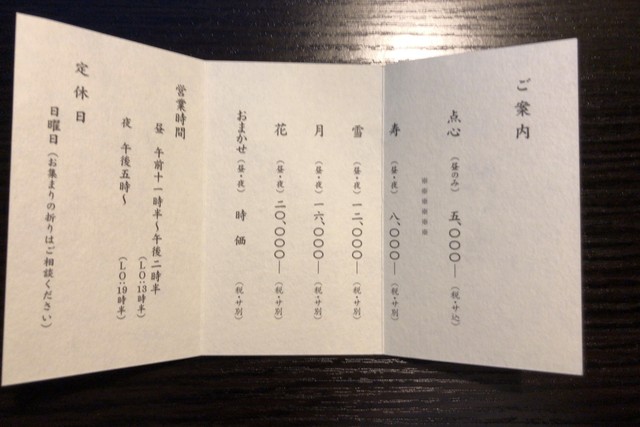 ご案内
点心 (昼のみ) 五、〇〇〇― (税・サ込)
※※※※※※
寿 (昼・夜) 八、〇〇〇― (税・サ別)
雪 (昼・夜) 一二、〇〇〇― (税・サ別)
月 (昼・夜) 一六、〇〇〇― (税・サ別)
花 (昼・夜) 二〇、〇〇〇― (税・サ別)
おまかせ (昼・夜) 時価 (税・サ別)
営業時間
昼 午前十一時半〜午後二時半
(LO:13時半)
夜 午後五時〜
(LO:19時半)
定休日
日曜日 (お集まりの折りはご相談ください)